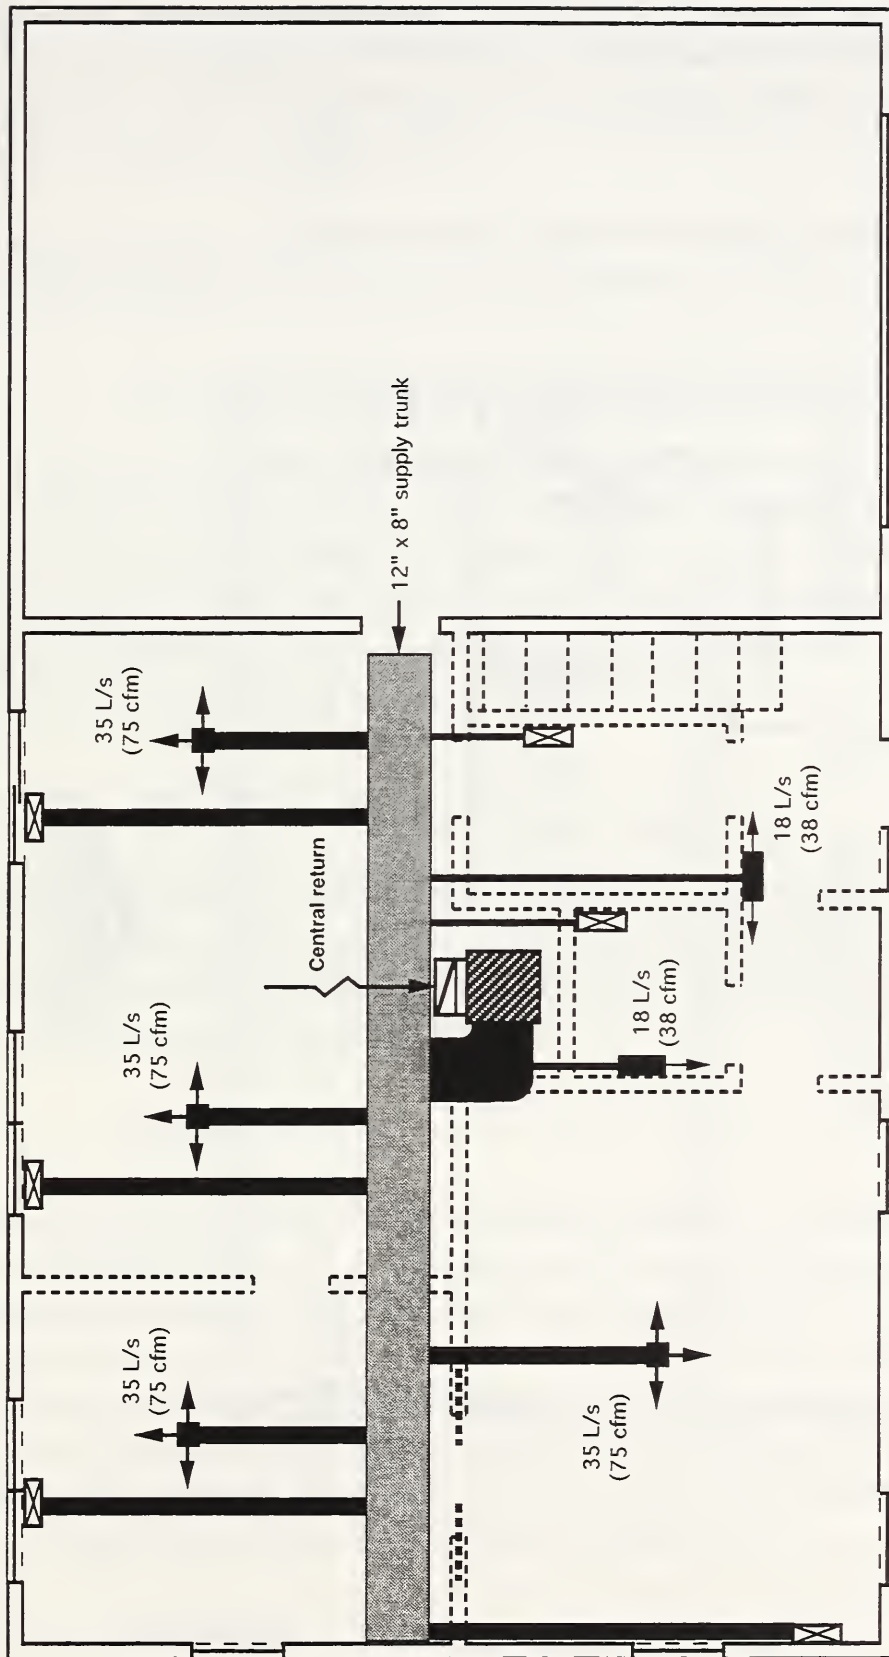 35 L/s
(75 cfm)
12" x 8" supply trunk
Central return
18 L/s
(38 cfm)
35 L/s
(75 cfm)
18 L/s
(38 cfm)
35 L/s
(75 cfm)
35 L/s
(75 cfm)